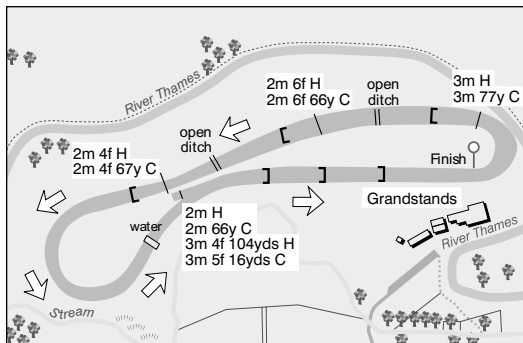 River Thames
2m 6f H
2m 6f 66y C
open
ditch
3m H
3m 77y C
open
ditch
2m 4f H
2m 4f 67y C
Finish
2m H
2m 66y C
3m 4f 104yds H
3m 5f 16yds C
Grandstands
water
River Thames
Stream